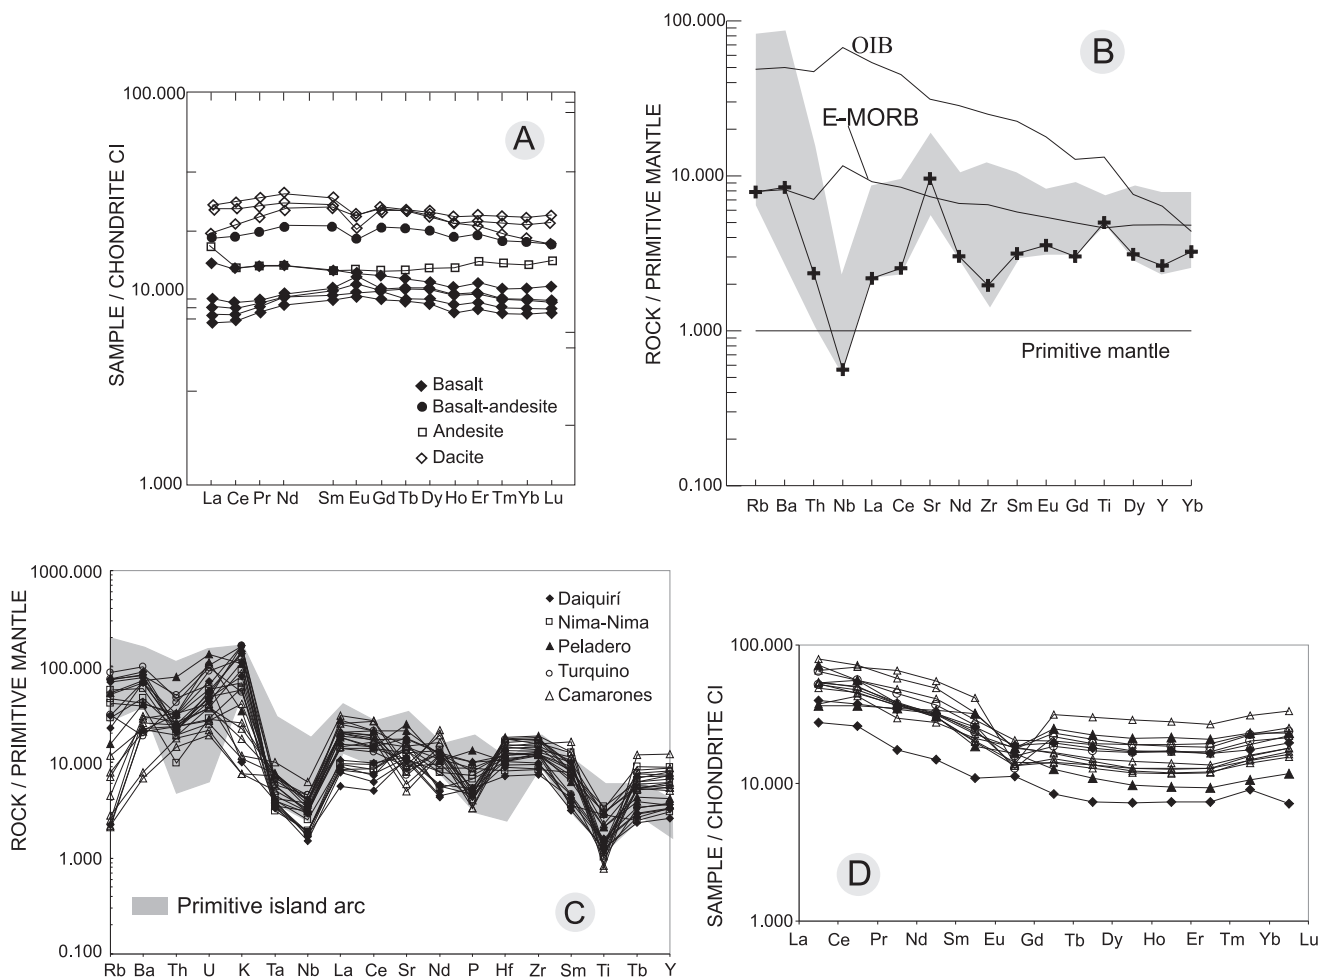 100.000
10.000
1.000
SAMPLE / CHONDRITE CI
A
Basalt
Basalt-andesite
Andesite
Dacite
La Ce Pr Nd Sm Eu Gd Tb Dy Ho Er Tm Yb Lu
100.000
10.000
1.000
0.100
ROCK / PRIMITIVE MANTLE
OIB
B
E-MORB
Primitive mantle
Rb Ba Th Nb La Ce Sr Nd Zr Sm Eu Gd Ti Dy Y Yb
1000.000
100.000
10.000
1.000
0.100
ROCK / PRIMITIVE MANTLE
Daiquirí
Nima-Nima
Peladero
Turquino
Camarones
Primitive island arc
C
Rb Ba Th U K Ta Nb La Ce Sr Nd P Hf Zr Sm Ti Tb Y
100.000
10.000
1.000
SAMPLE / CHONDRITE CI
D
La Ce Pr Nd Sm Eu Gd Tb Dy Ho Er Tm Yb Lu